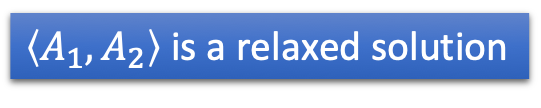 ⟨A₁, A₂⟩ is a relaxed solution